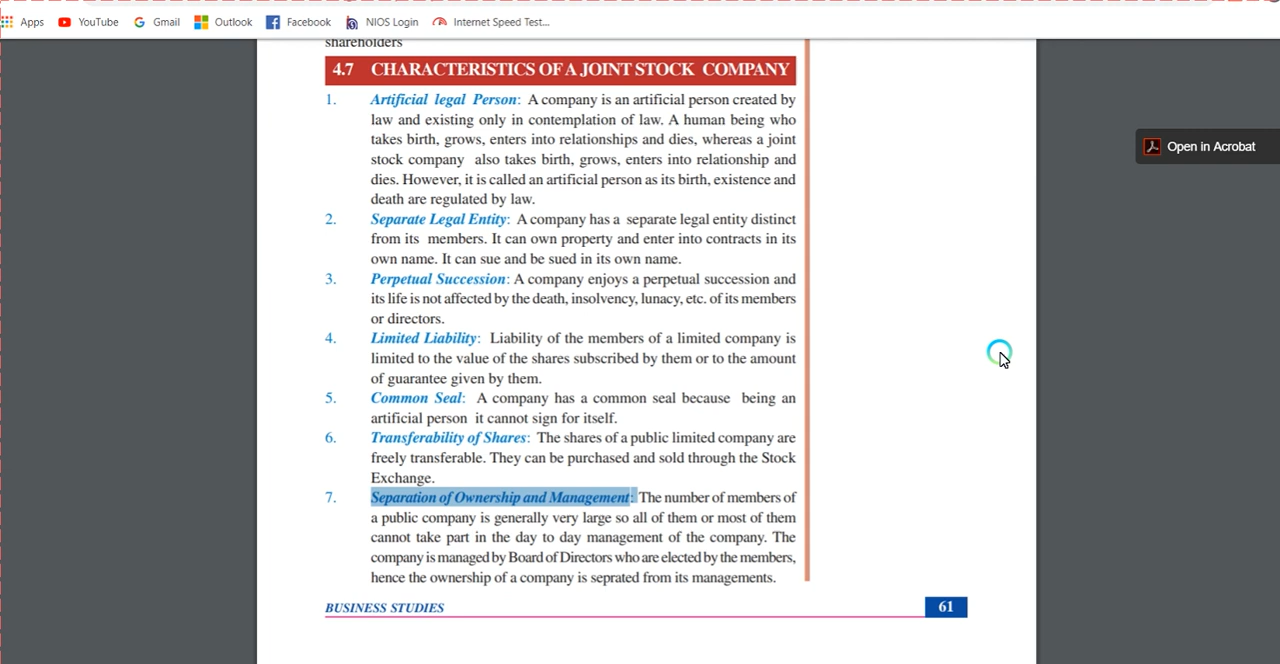 Apps YouTube Gmail Outlook Facebook NIOS Login Internet Speed Test...
shareholders
4.7 CHARACTERISTICS OF A JOINT STOCK COMPANY
1. Artificial legal Person: A company is an artificial person created by
law and existing only in contemplation of law. A human being who
takes birth, grows, enters into relationships and dies, whereas a joint
stock company also takes birth, grows, enters into relationship and
dies. However, it is called an artificial person as its birth, existence and
death are regulated by law.
2. Separate Legal Entity: A company has a separate legal entity distinct
from its members. It can own property and enter into contracts in its
own name. It can sue and be sued in its own name.
3. Perpetual Succession: A company enjoys a perpetual succession and
its life is not affected by the death, insolvency, lunacy, etc. of its members
or directors.
4. Limited Liability: Liability of the members of a limited company is
limited to the value of the shares subscribed by them or to the amount
of guarantee given by them.
5. Common Seal: A company has a common seal because being an
artificial person it cannot sign for itself.
6. Transferability of Shares: The shares of a public limited company are
freely transferable. They can be purchased and sold through the Stock
Exchange.
7. Separation of Ownership and Management: The number of members of
a public company is generally very large so all of them or most of them
cannot take part in the day to day management of the company. The
company is managed by Board of Directors who are elected by the members,
hence the ownership of a company is seprated from its managements.
BUSINESS STUDIES 61
Open in Acrobat